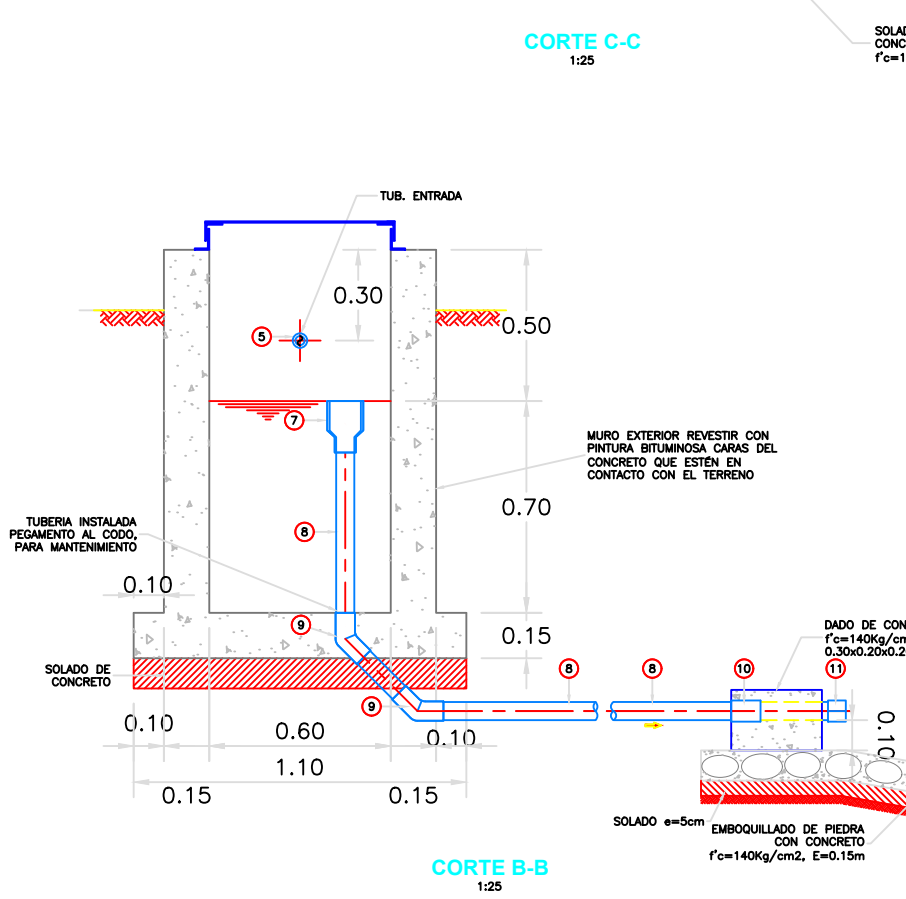 CORTE C-C
1:25
TUB. ENTRADA
0.30
5
0.50
7
MURO EXTERIOR REVESTIR CON
PINTURA BITUMINOSA CARAS DEL
CONCRETO QUE ESTÉN EN
CONTACTO CON EL TERRENO
0.70
TUBERIA INSTALADA
PEGAMENTO AL CODO,
PARA MANTENIMIENTO
8
0.10
9
0.15
DADO DE CON
f'c=140Kg/cm
0.30x0.20x0.2
SOLADO DE
CONCRETO
8
8
10
11
9
0.10
0.60
0.10
0.10
1.10
0.15
0.15
SOLADO e=5cm
EMBOQUILLADO DE PIEDRA
CON CONCRETO
f'c=140Kg/cm2, E=0.15m
CORTE B-B
1:25
SOLAD
CONC
f'c=1